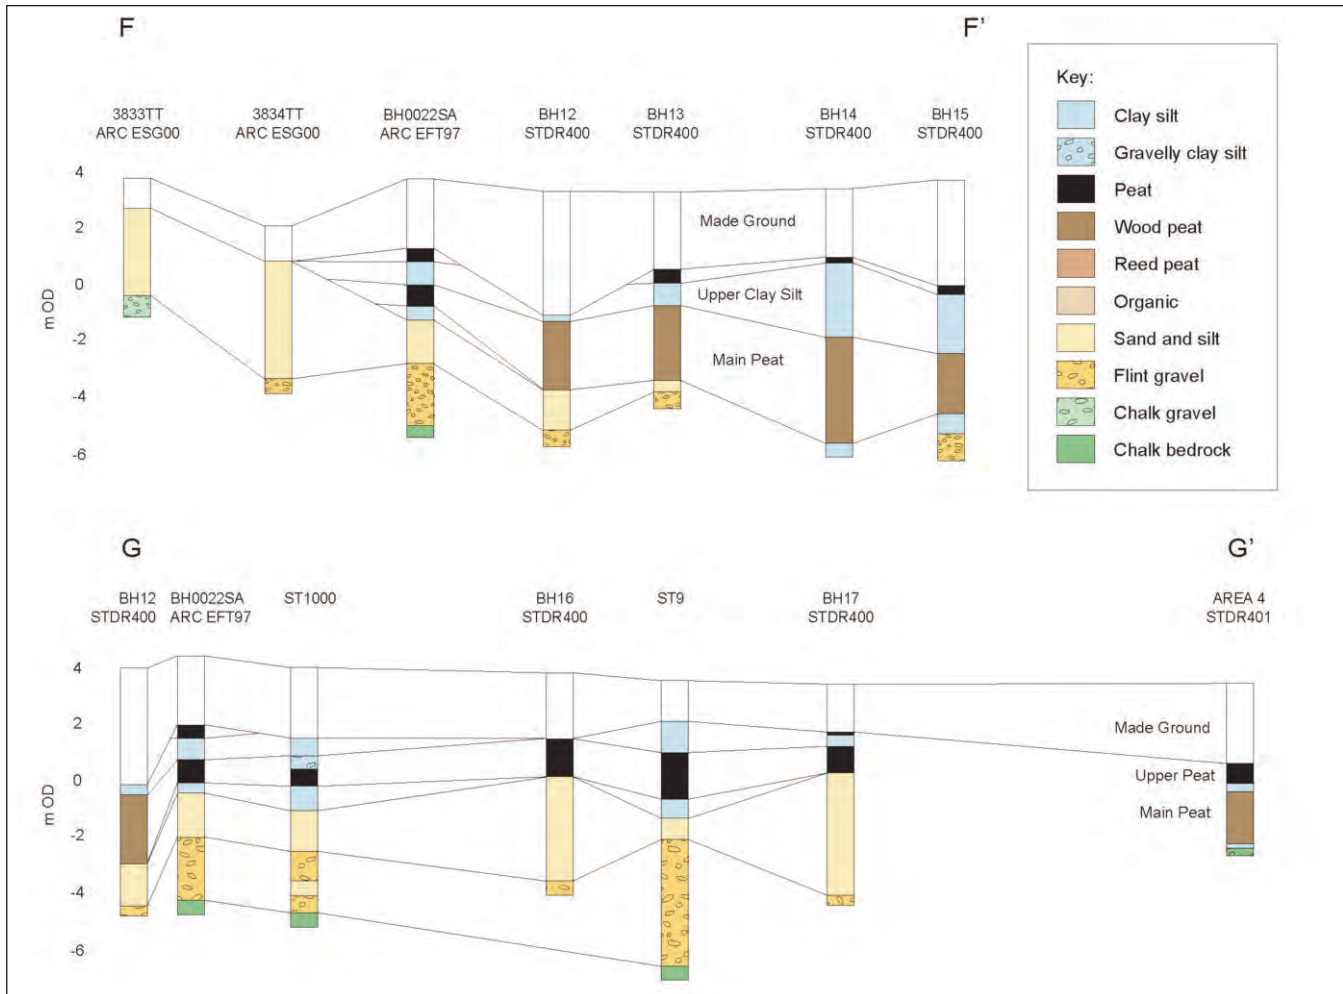 F
F'
3833TT
ARC ESG00
3834TT
ARC ESG00
BH0022SA
ARC EFT97
BH12
STDR400
BH13
STDR400
BH14
STDR400
BH15
STDR400
4
2
0
-2
-4
-6
m OD
Made Ground
Upper Clay Silt
Main Peat
Key:
Clay silt
Gravelly clay silt
Peat
Wood peat
Reed peat
Organic
Sand and silt
Flint gravel
Chalk gravel
Chalk bedrock
G
G'
BH12
STDR400
BH0022SA
ARC EFT97
ST1000
BH16
STDR400
ST9
BH17
STDR400
AREA 4
STDR401
4
2
0
-2
-4
-6
m OD
Made Ground
Upper Peat
Main Peat